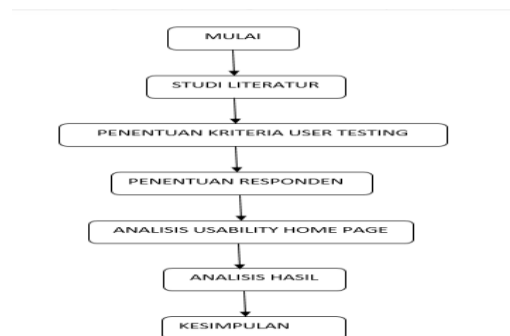 MULAI
STUDI LITERATUR
PENENTUAN KRITERIA USER TESTING
PENENTUAN RESPONDEN
ANALISIS USABILITY HOME PAGE
ANALISIS HASIL
KESIMPULAN